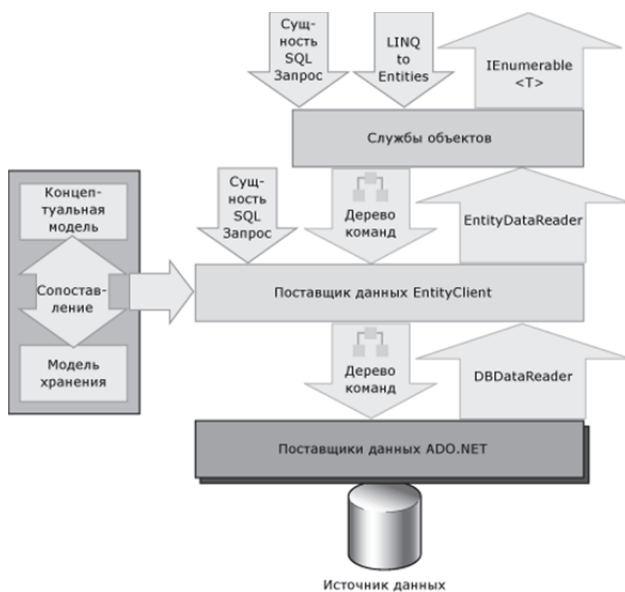 Сущ-
ность
SQL
Запрос
LINQ
to
Entities
IEnumerable
<T>
Службы объектов
Концеп-
туальная
модель
Сопостав-
ление
Модель
хранения
Сущ-
ность
SQL
Запрос
Дерево
команд
EntityDataReader
Поставщик данных EntityClient
Дерево
команд
DBDataReader
Поставщики данных ADO.NET
Источник данных